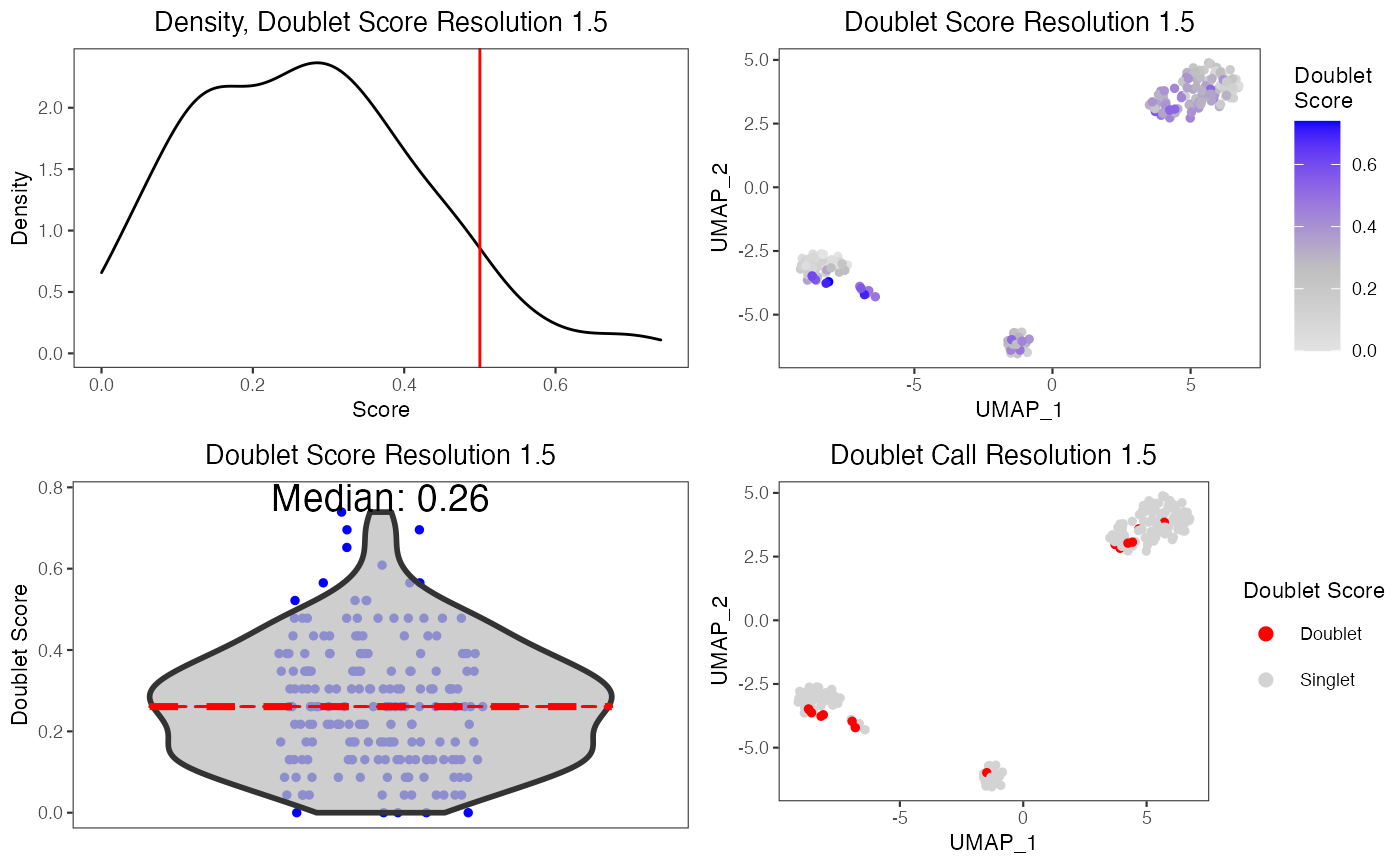 Density, Doublet Score Resolution 1.5
Density
2.0
1.5
1.0
0.5
0.0
0.0 0.2 0.4 0.6
Score
Doublet Score Resolution 1.5
UMAP_2
5.0
2.5
0.0
-2.5
-5.0
-5 0 5
UMAP_1
Doublet
Score
0.6
0.4
0.2
0.0
Doublet Score Resolution 1.5
Median: 0.26
Doublet Score
0.8
0.6
0.4
0.2
0.0
Doublet Call Resolution 1.5
UMAP_2
5.0
2.5
0.0
-2.5
-5.0
-5 0 5
UMAP_1
Doublet Score
Doublet
Singlet